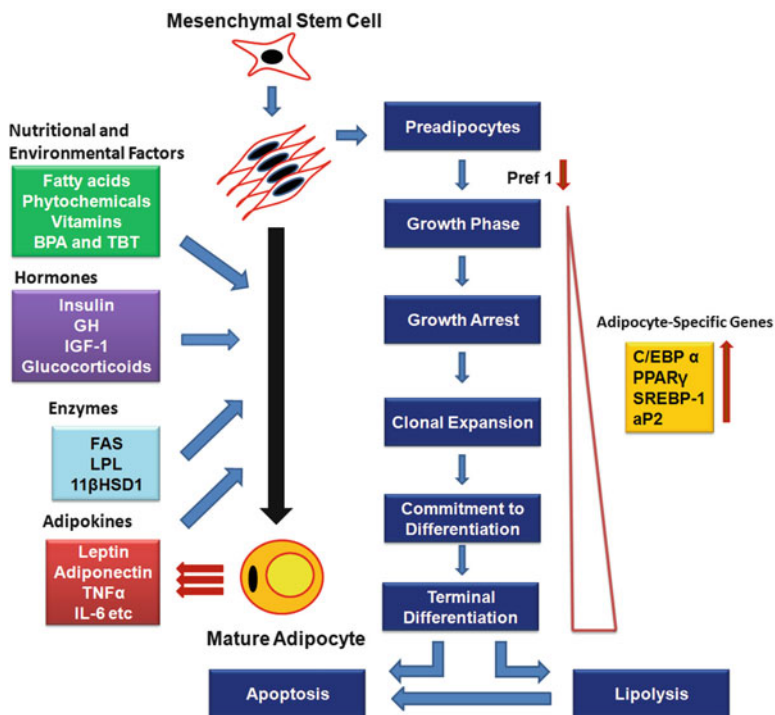 Mesenchymal Stem Cell
Nutritional and
Environmental Factors
Fatty acids
Phytochemicals
Vitamins
BPA and TBT
Hormones
Insulin
GH
IGF-1
Glucocorticoids
Enzymes
FAS
LPL
11βHSD1
Adipokines
Leptin
Adiponectin
TNFα
IL-6 etc
Mature Adipocyte
Preadipocytes
Pref 1
Growth Phase
Growth Arrest
Clonal Expansion
Commitment to
Differentiation
Terminal
Differentiation
Adipocyte-Specific Genes
C/EBP α
PPARγ
SREBP-1
aP2
Apoptosis
Lipolysis